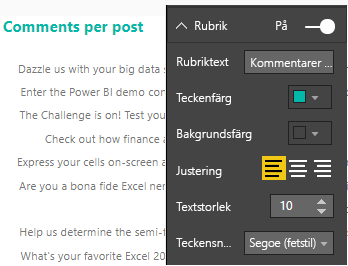 Comments per post
Dazzle us with your big data s
Enter the Power BI demo con
The Challenge is on! Test you
Check out how finance a
Express your cells on-screen a
Are you a bona fide Excel ner
Help us determine the semi-f
What's your favorite Excel 20
Rubrik På
Rubriktext Kommentarer ...
Teckenfärg
Bakgrundsfärg
Justering
Textstorlek 10
Teckensn... Segoe (fetstil)